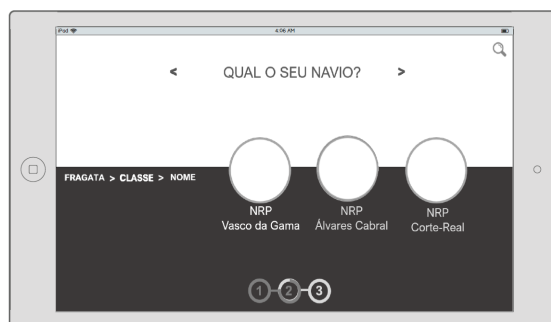 iPod 4:06 AM
< QUAL O SEU NAVIO? >
FRAGATA > CLASSE > NOME
NRP
Vasco da Gama
NRP
Álvares Cabral
NRP
Corte-Real
1 2 3